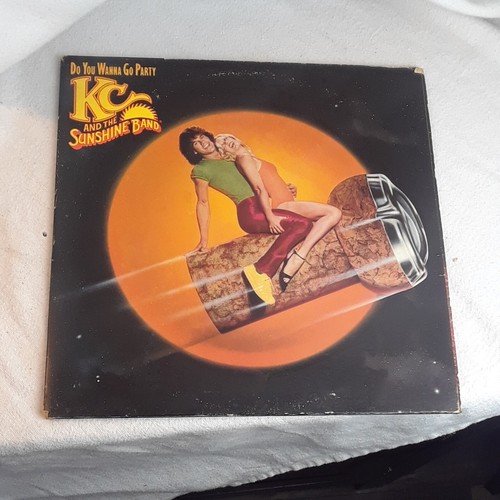 Do You Wanna Go Party
KC
AND THE
SUNSHINE BAND